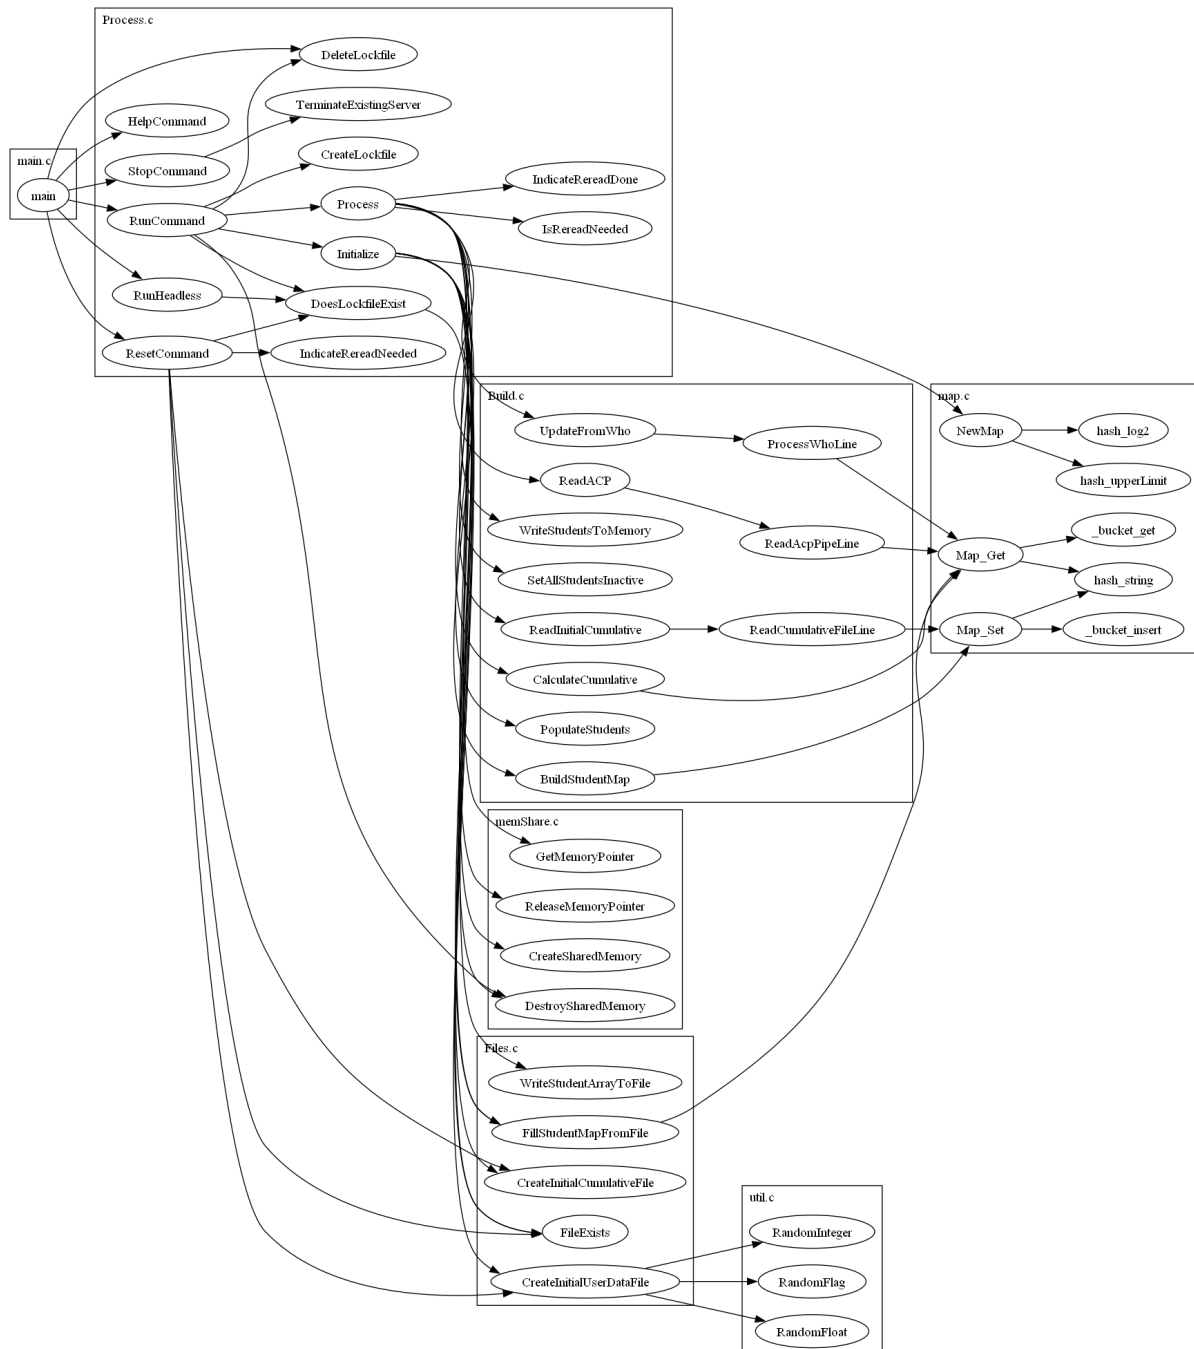 Process.c
DeleteLockfile
TerminateExistingServer
HelpCommand
CreateLockfile
main.c
StopCommand
IndicateRereadDone
main
Process
RunCommand
IsRereadNeeded
Initialize
RunHeadless
DoesLockfileExist
ResetCommand
IndicateRereadNeeded
Build.c
map.c
UpdateFromWho
ProcessWhoLine
NewMap
hash_log2
ReadACP
hash_upperLimit
WriteStudentsToMemory
ReadAcpPipeLine
_bucket_get
Map_Get
SetAllStudentsInactive
hash_string
ReadInitialCumulative
ReadCumulativeFileLine
Map_Set
_bucket_insert
CalculateCumulative
PopulateStudents
BuildStudentMap
memShare.c
GetMemoryPointer
ReleaseMemoryPointer
CreateSharedMemory
DestroySharedMemory
Files.c
WriteStudentArrayToFile
FillStudentMapFromFile
CreateInitialCumulativeFile
util.c
FileExists
RandomInteger
CreateInitialUserDataFile
RandomFlag
RandomFloat